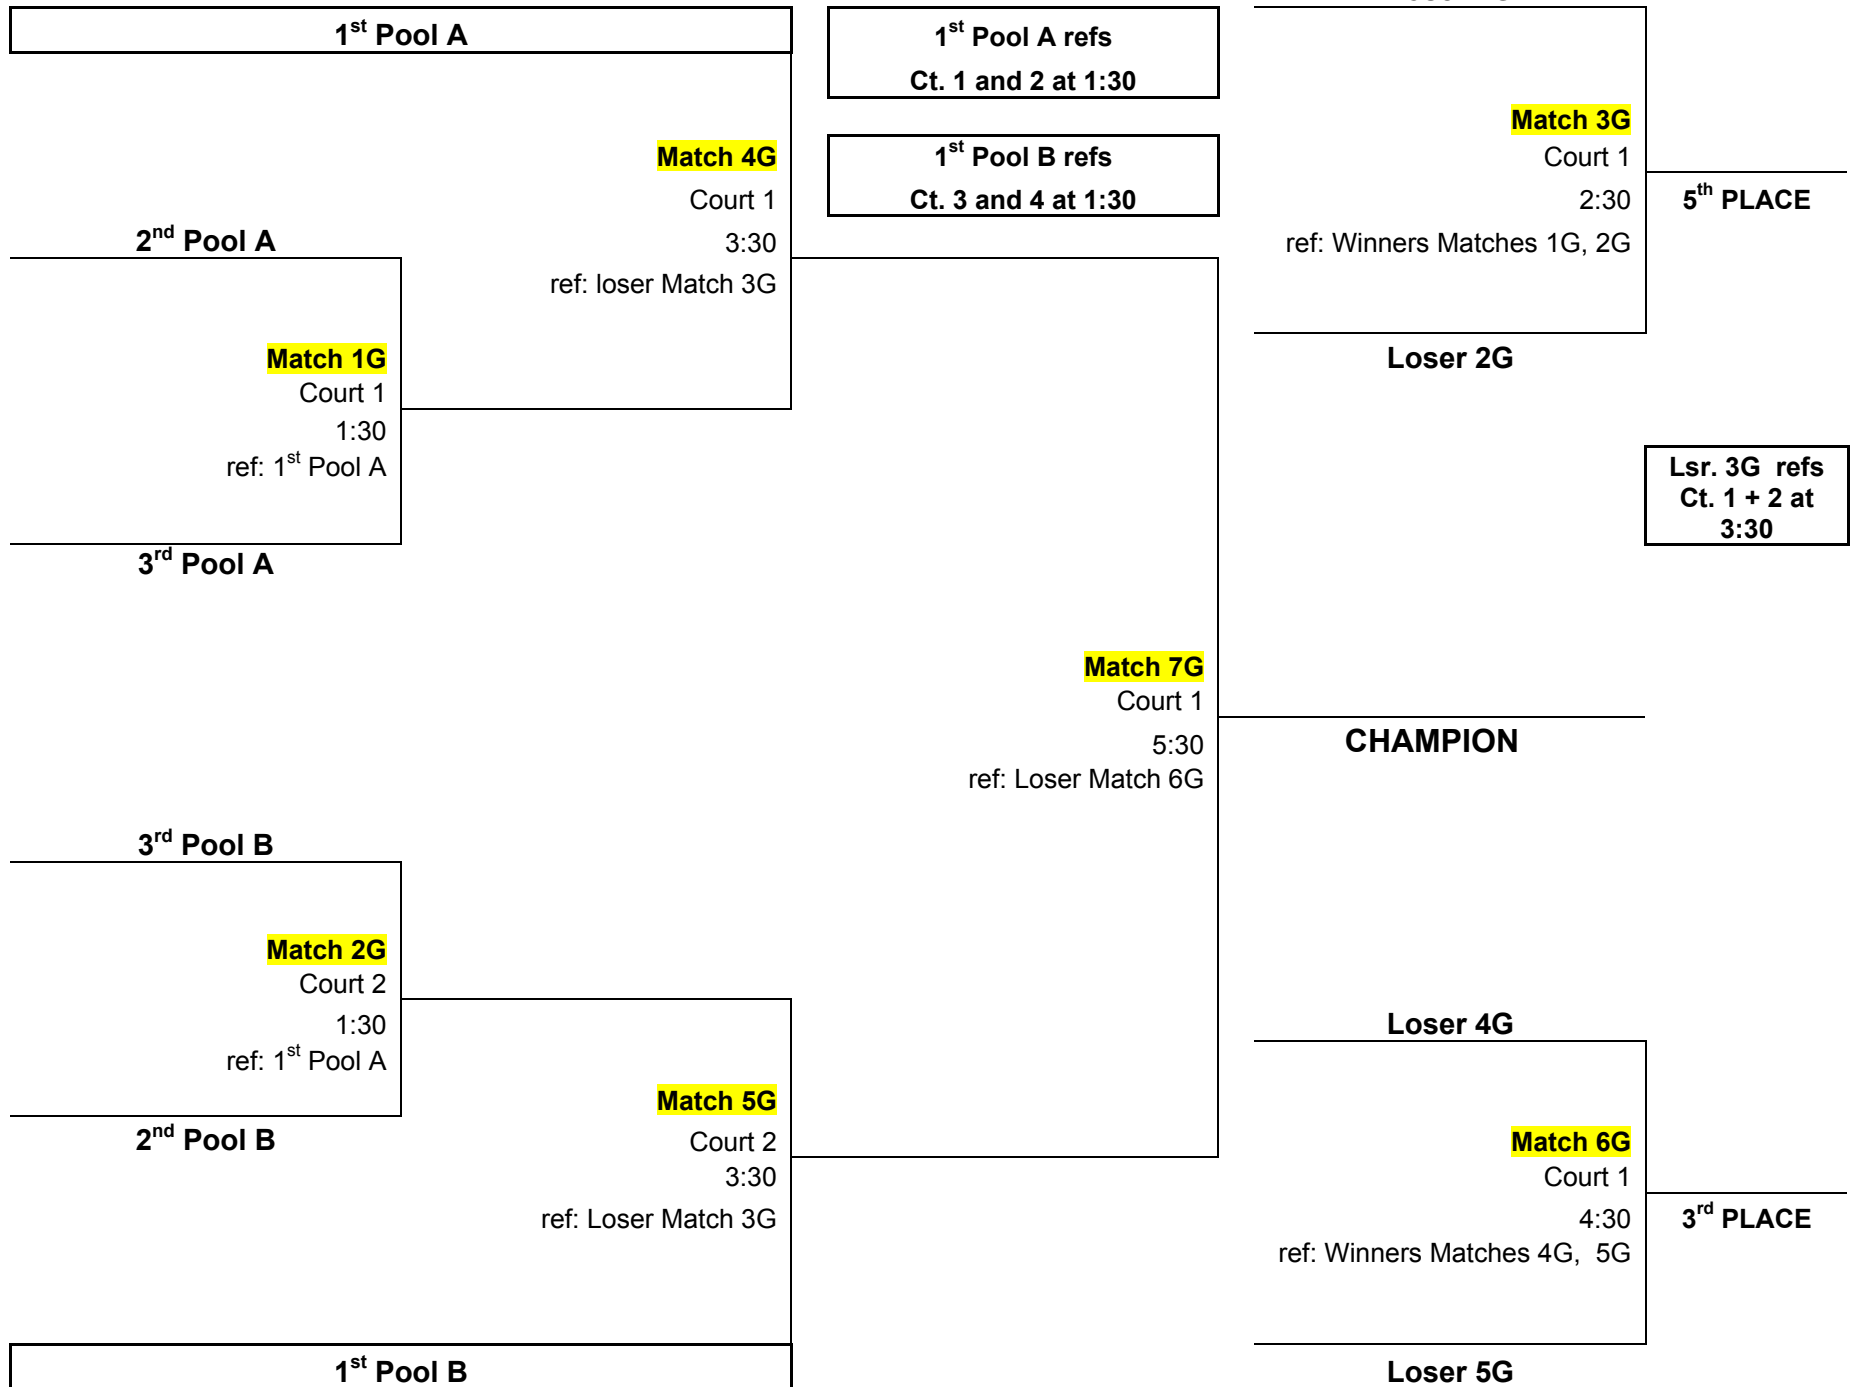 1st Pool A
1st Pool A refs
Ct. 1 and 2 at 1:30
Match 3G
Court 1
2:30
ref: Winners Matches 1G, 2G
5th PLACE
Match 4G
Court 1
3:30
ref: loser Match 3G
1st Pool B refs
Ct. 3 and 4 at 1:30
2nd Pool A
Match 1G
Court 1
1:30
ref: 1st Pool A
3rd Pool A
Loser 2G
Lsr. 3G refs
Ct. 1 + 2 at
3:30
Match 7G
Court 1
5:30
ref: Loser Match 6G
CHAMPION
3rd Pool B
Match 2G
Court 2
1:30
ref: 1st Pool A
2nd Pool B
Match 5G
Court 2
3:30
ref: Loser Match 3G
Loser 4G
Match 6G
Court 1
4:30
ref: Winners Matches 4G, 5G
3rd PLACE
1st Pool B
Loser 5G